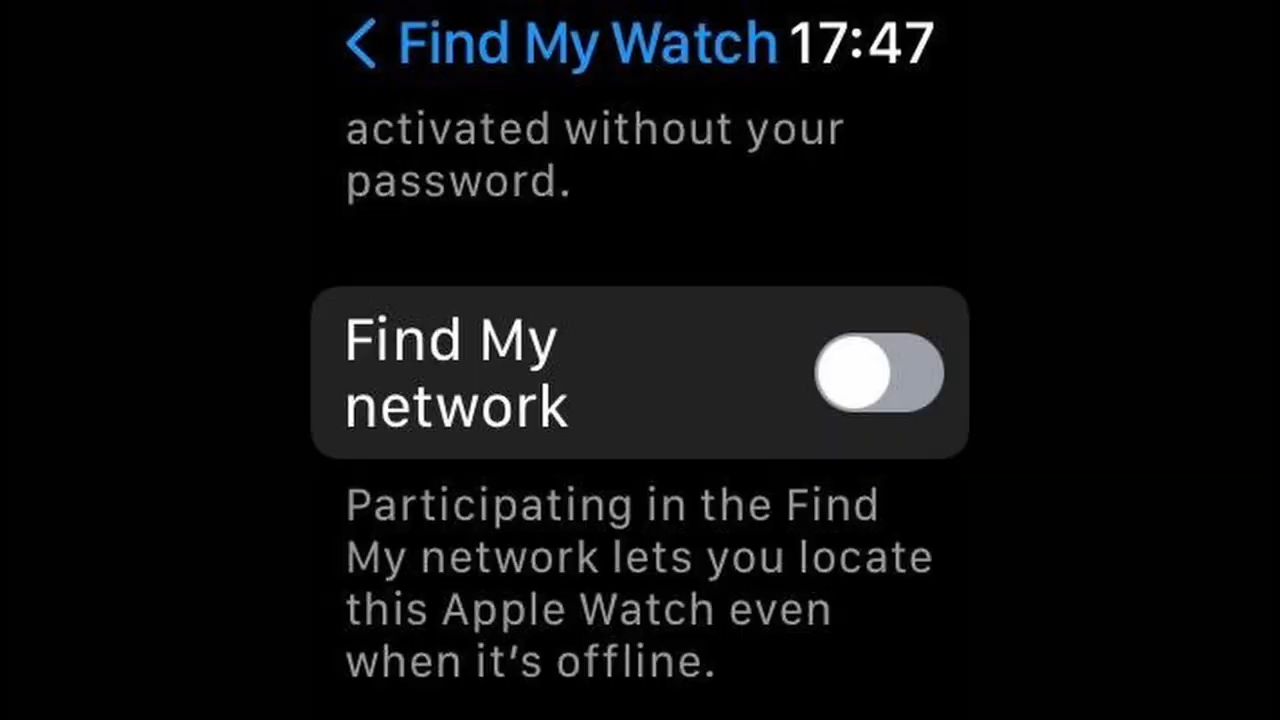 Find My Watch 17:47
activated without your
password.
Find My
network
Participating in the Find
My network lets you locate
this Apple Watch even
when it's offline.